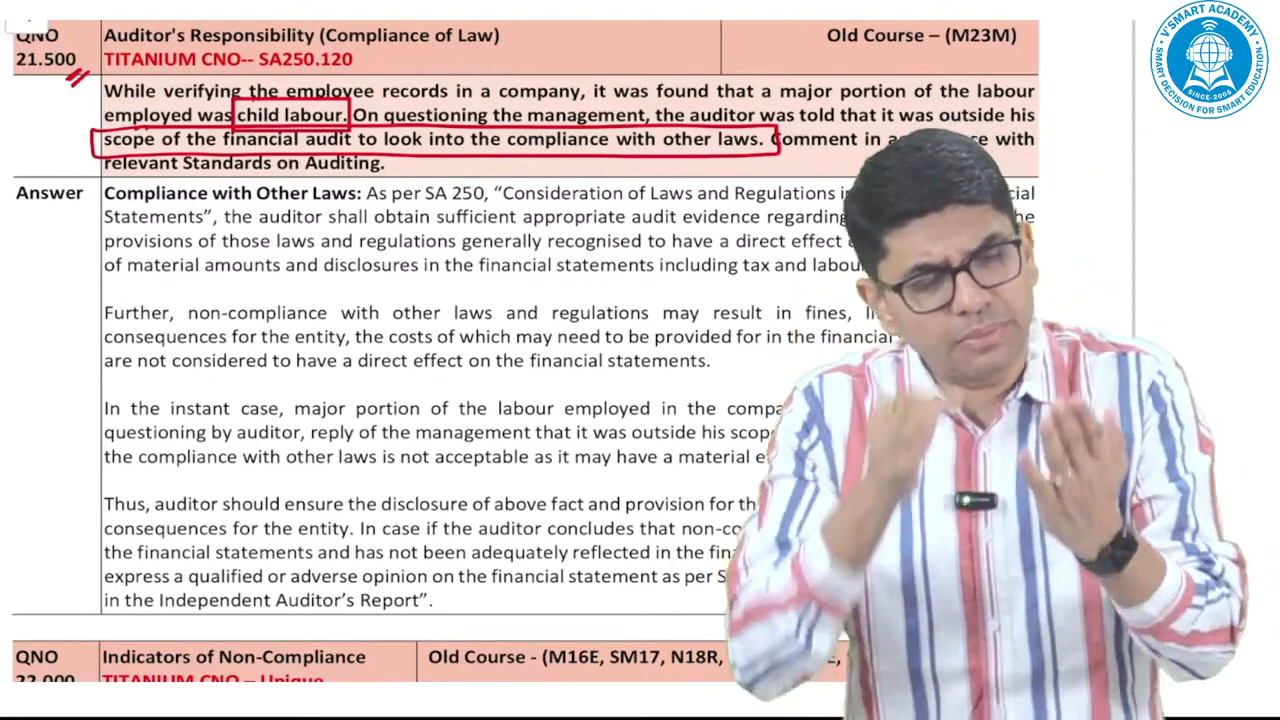 V'SMART ACADEMY
SINCE-2005
SMART DECISION FOR SMART EDUCATION
QNO
21.500
Auditor's Responsibility (Compliance of Law)
TITANIUM CNO-- SA250.120
Old Course – (M23M)
While verifying the employee records in a company, it was found that a major portion of the labour
employed was child labour. On questioning the management, the auditor was told that it was outside his
scope of the financial audit to look into the compliance with other laws. Comment in with
relevant Standards on Auditing.
Answer
Compliance with Other Laws: As per SA 250, “Consideration of Laws and Regulations
Statements”, the auditor shall obtain sufficient appropriate audit evidence regarding
provisions of those laws and regulations generally recognised to have a direct effect
of material amounts and disclosures in the financial statements including tax and
Further, non-compliance with other laws and regulations may result in fines,
consequences for the entity, the costs of which may need to be provided for in the financial
are not considered to have a direct effect on the financial statements.
In the instant case, major portion of the labour employed in the
questioning by auditor, reply of the management that it was outside his
the compliance with other laws is not acceptable as it may have a material
Thus, auditor should ensure the disclosure of above fact and provision for
consequences for the entity. In case if the auditor concludes that
the financial statements and has not been adequately reflected in the
express a qualified or adverse opinion on the financial statement as per
in the Independent Auditor’s Report”.
QNO
22.000
Indicators of Non-Compliance
TITANIUM CNO – Unique
Old Course - (M16E, SM17, N18R,